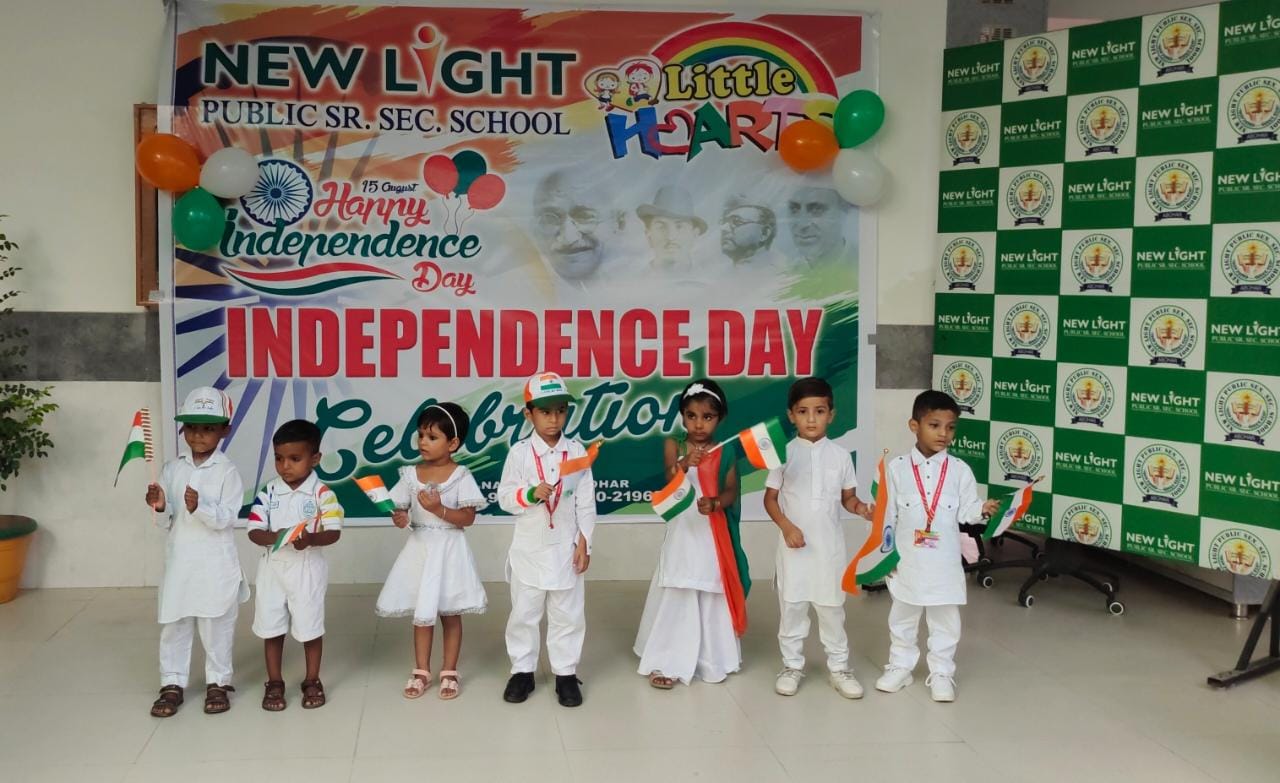 NEW LIGHT
PUBLIC SR. SEC. SCHOOL
Little
HEARTS
15 August
Happy
Independence
Day
INDEPENDENCE DAY
Celebration
NEW LIGHT
PUBLIC SR. SEC. SCHOOL
ABOHAR